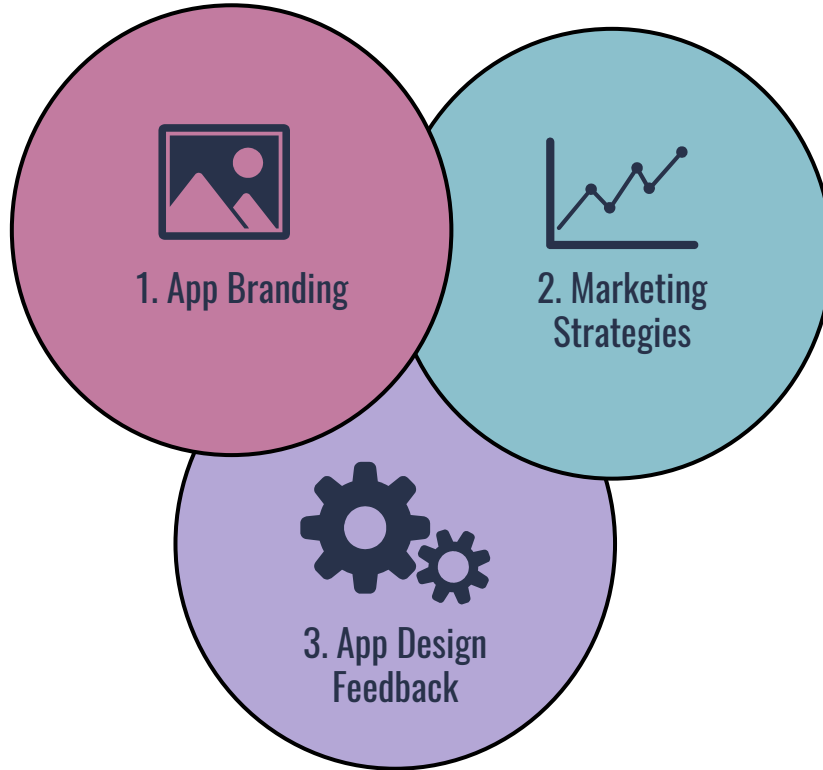 1. App Branding
2. Marketing
Strategies
3. App Design
Feedback